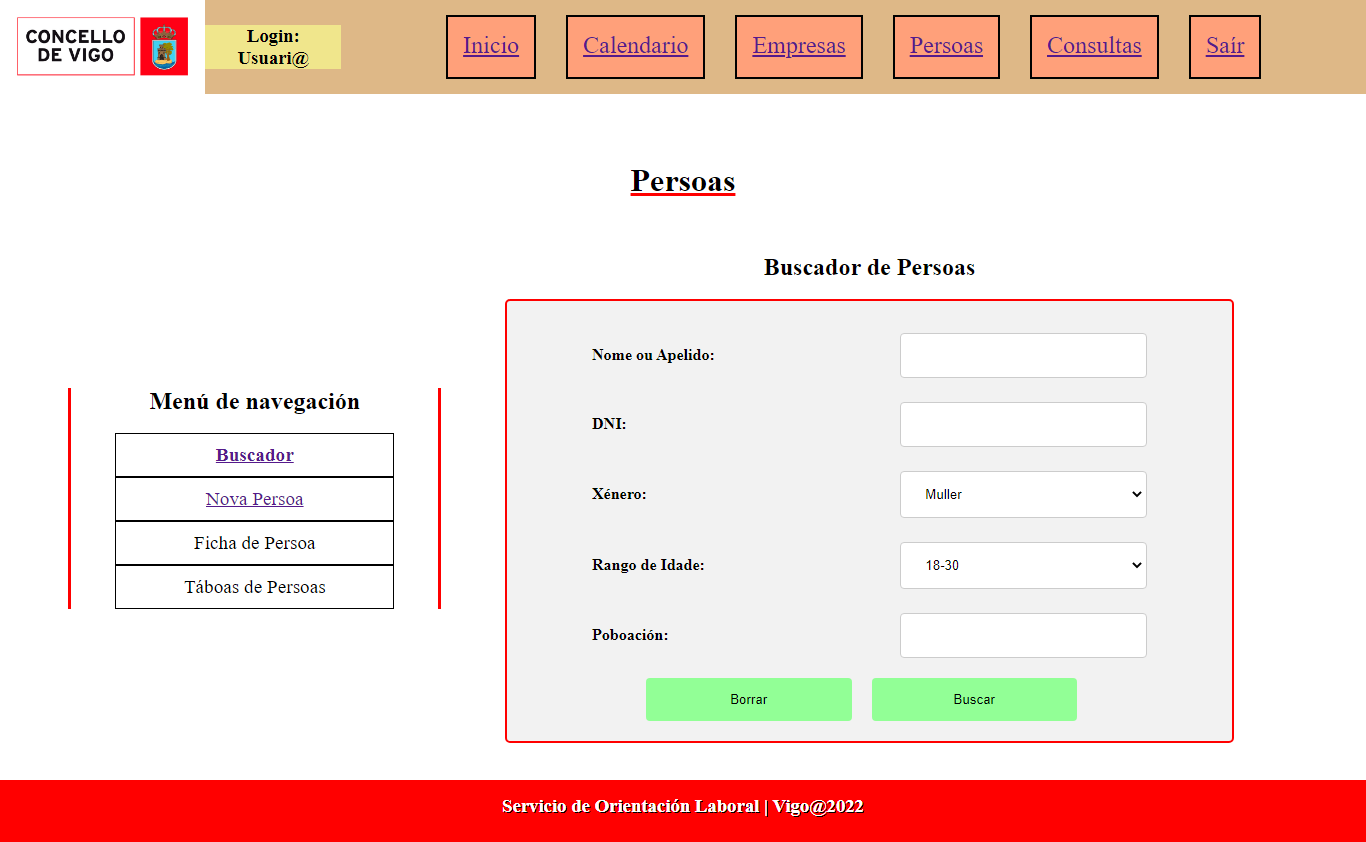 CONCELLO
DE VIGO
Login:
Usuari@
Inicio
Calendario
Empresas
Persoas
Consultas
Saír
Persoas
Menú de navegación
Buscador
Nova Persoa
Ficha de Persoa
Táboas de Persoas
Buscador de Persoas
Nome ou Apelido:
DNI:
Xénero:
Muller
Rango de Idade:
18-30
Poboación:
Borrar
Buscar
Servicio de Orientación Laboral | Vigo@2022